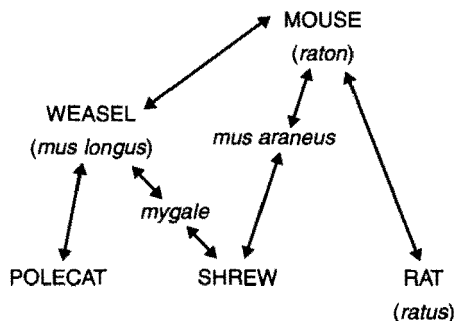 MOUSE
(raton)
WEASEL
(mus longus)
mus araneus
mygale
POLECAT
SHREW
RAT
(ratus)